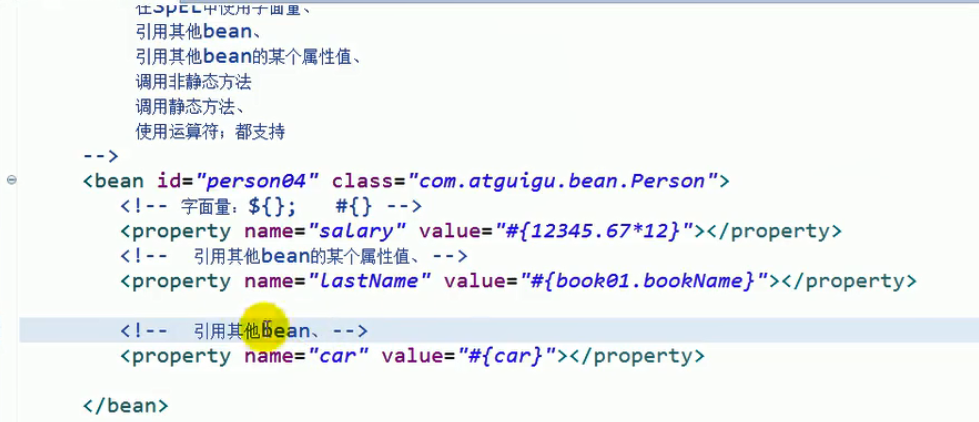 在SpEL中使用字面量、
引用其他bean、
引用其他bean的某个属性值、
调用非静态方法
调用静态方法、
使用运算符；都支持
-->
<bean id="person04" class="com.atguigu.bean.Person">
<!-- 字面量：${};   #{} -->
<property name="salary" value="#{12345.67*12}"></property>
<!--  引用其他bean的某个属性值、-->
<property name="lastName" value="#{book01.bookName}"></property>
<!--  引用其他bean、-->
<property name="car" value="#{car}"></property>
</bean>